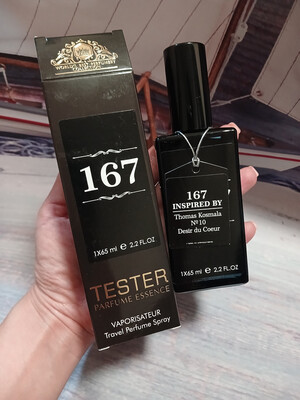 167
1X65 ml e 2.2 FL.OZ
TESTER
PARFUME ESSENCE
VAPORISATEUR
Travel Perfume Spray
167
INSPIRED BY
Thomas Kosmala
№10
Desir du Coeur
1X65 ml e 2.2 FL.OZ